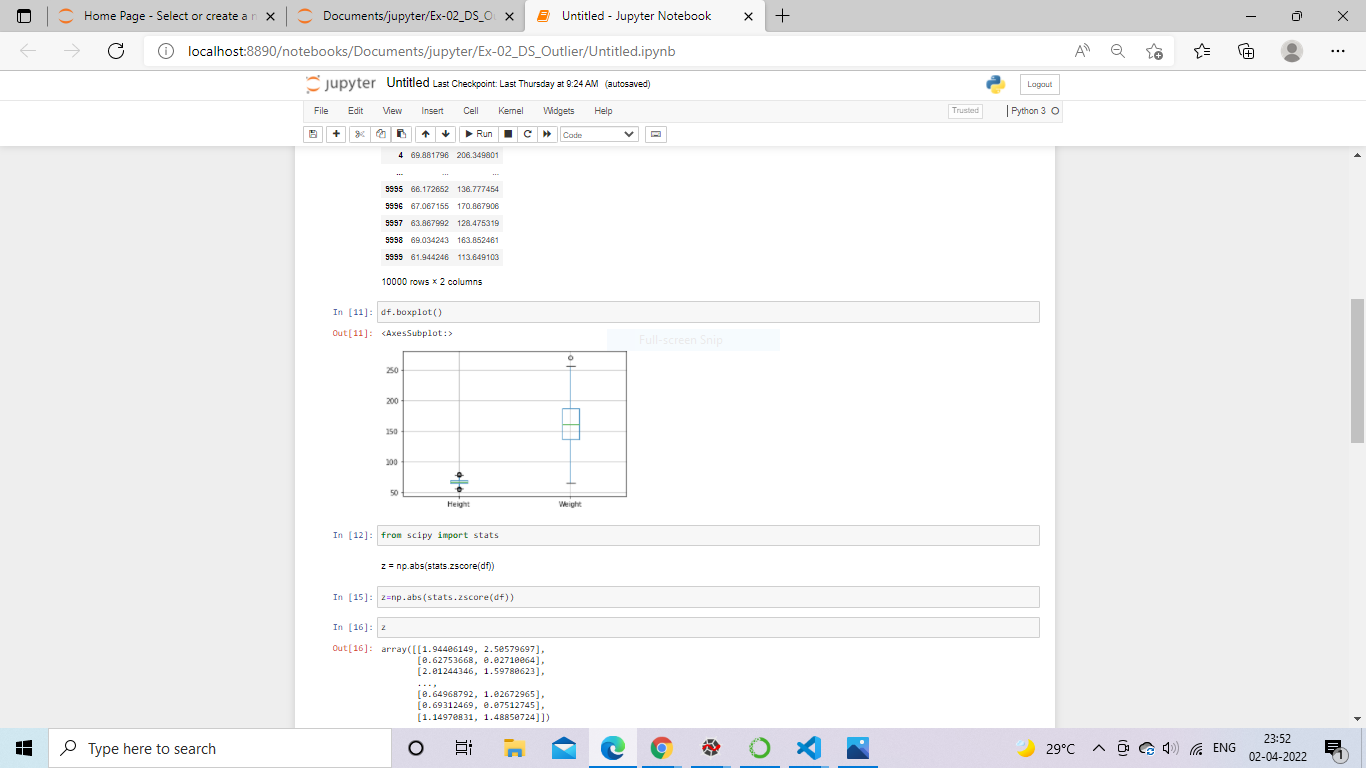 Home Page - Select or create a n
Documents/jupyter/Ex-02_DS_Ou
Untitled - Jupyter Notebook
localhost:8890/notebooks/Documents/jupyter/Ex-02_DS_Outlier/Untitled.ipynb
jupyter Untitled Last Checkpoint: Last Thursday at 9:24 AM (autosaved)
Logout
File Edit View Insert Cell Kernel Widgets Help
Trusted
Python 3
Run
Code
4 69.881796 206.349801
... ... ...
9995 66.172652 136.777454
9996 67.067155 170.867906
9997 63.867992 128.475319
9998 69.034243 163.852461
9999 61.944246 113.649103
10000 rows × 2 columns
In [11]: df.boxplot()
Out[11]: <AxesSubplot:>
Full-screen Snip
250
200
150
100
50
Height Weight
In [12]: from scipy import stats
z = np.abs(stats.zscore(df))
In [15]: z=np.abs(stats.zscore(df))
In [16]: z
Out[16]: array([[1.94406149, 2.50579697],
[0.62753668, 0.02710064],
[2.01244346, 1.59780623],
...,
[0.64968792, 1.02672965],
[0.69312469, 0.07512745],
[1.14970831, 1.48850724]])
Type here to search
29°C
ENG
23:52
02-04-2022
1